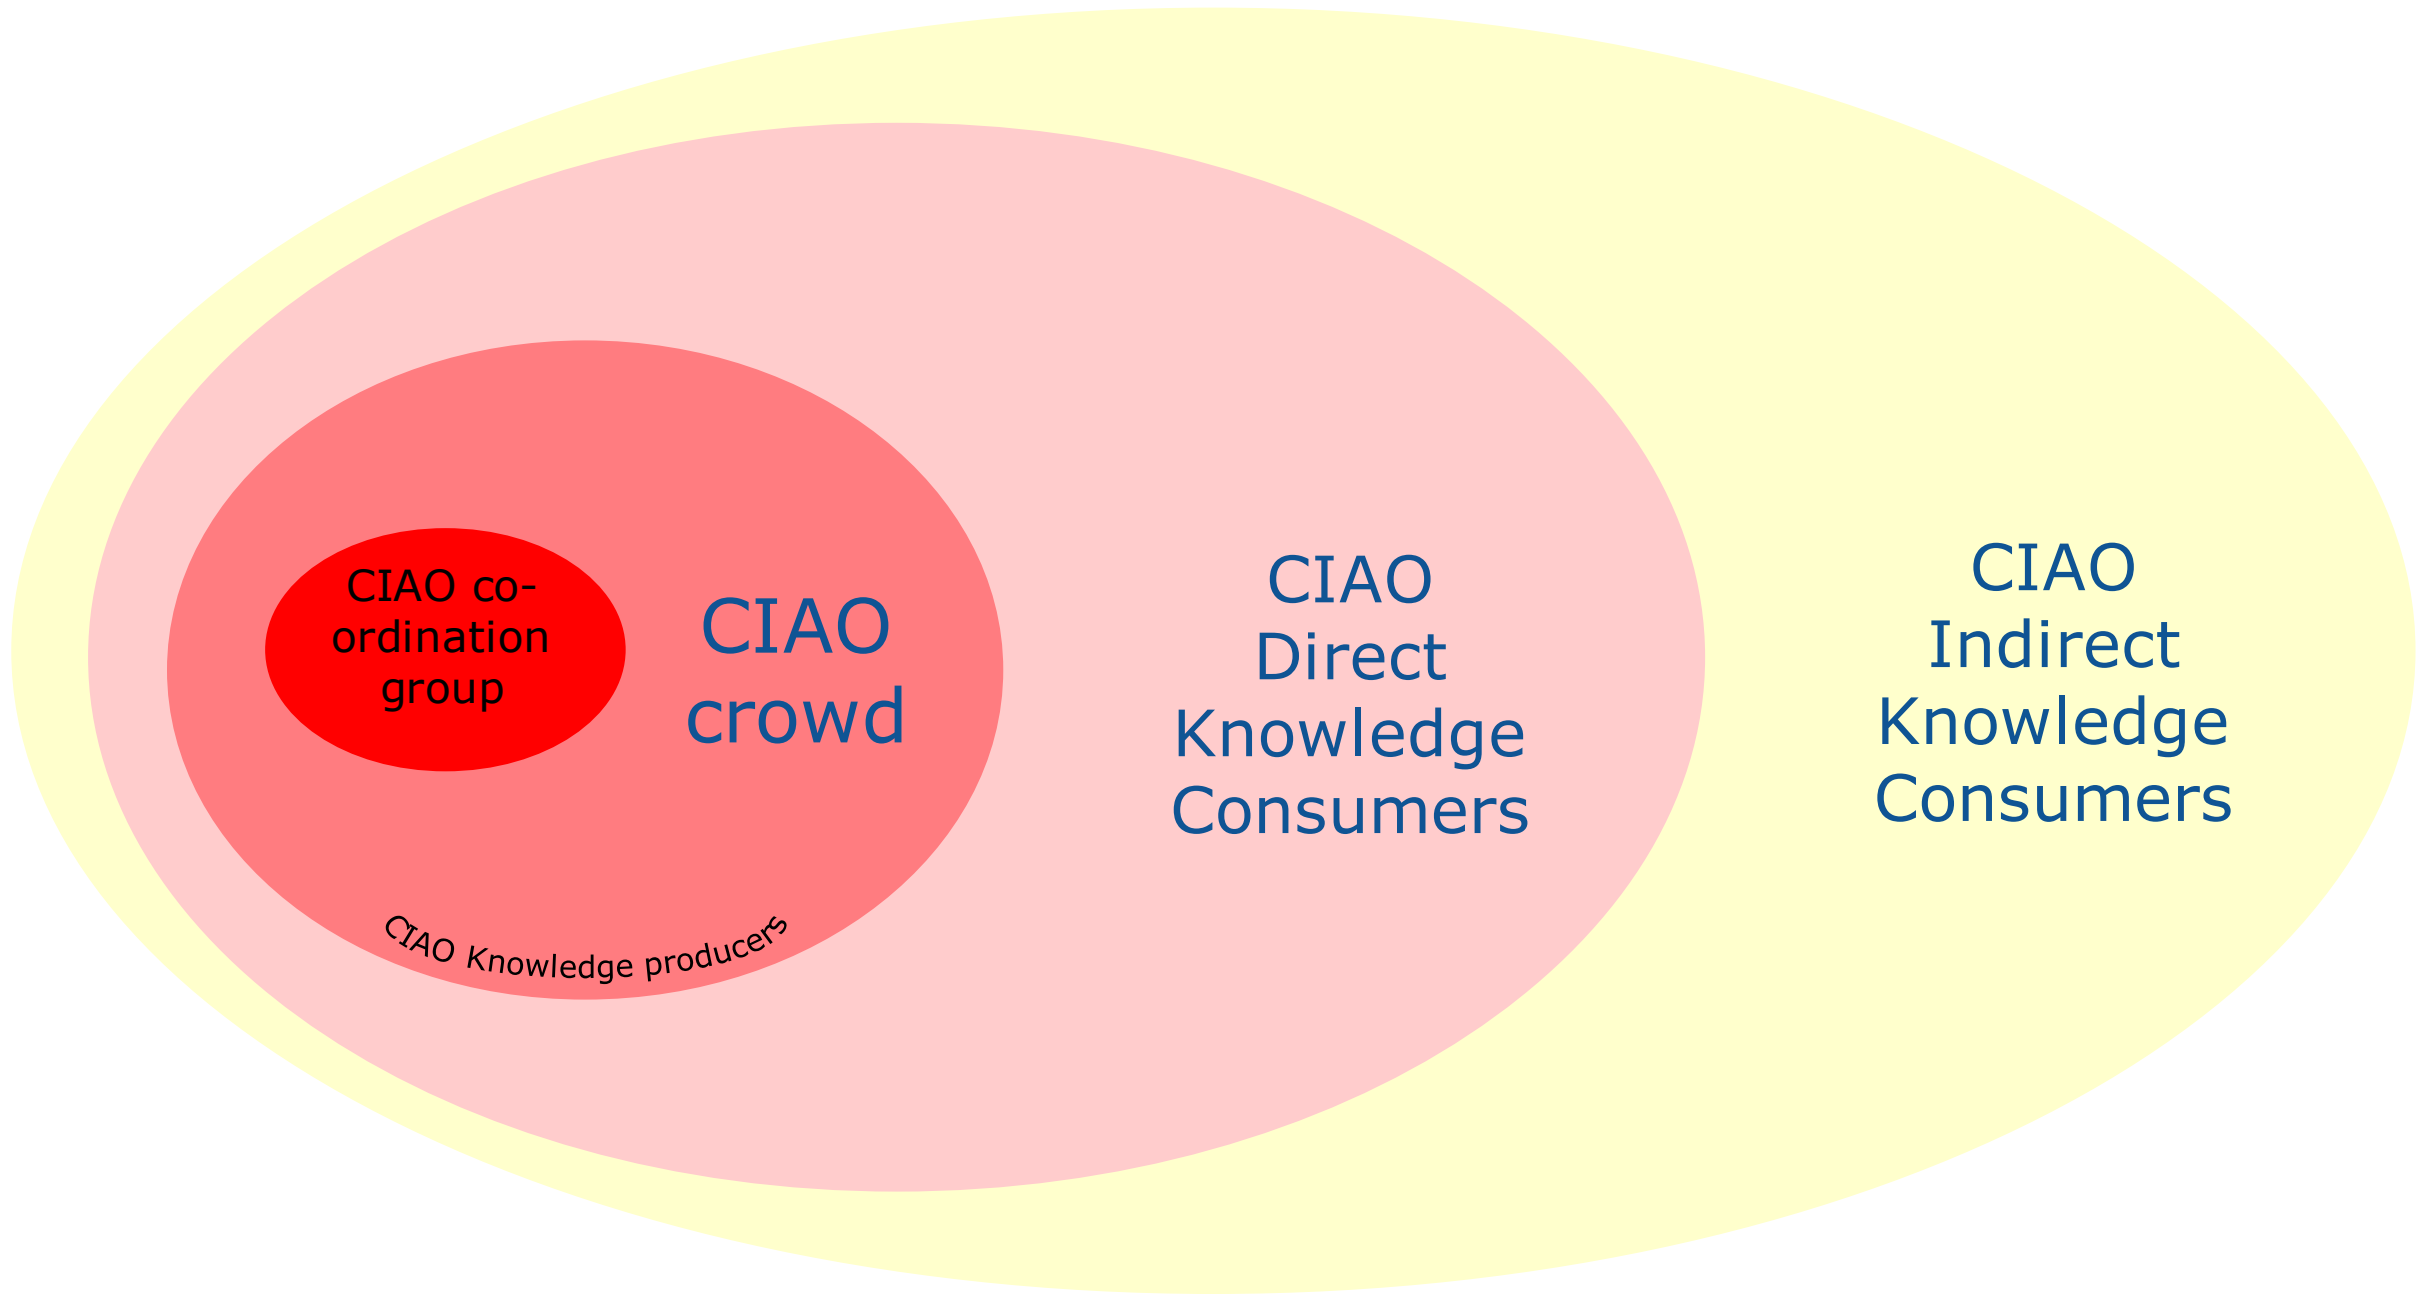 CIAO co-
ordination
group
CIAO
crowd
CIAO Knowledge producers
CIAO
Direct
Knowledge
Consumers
CIAO
Indirect
Knowledge
Consumers